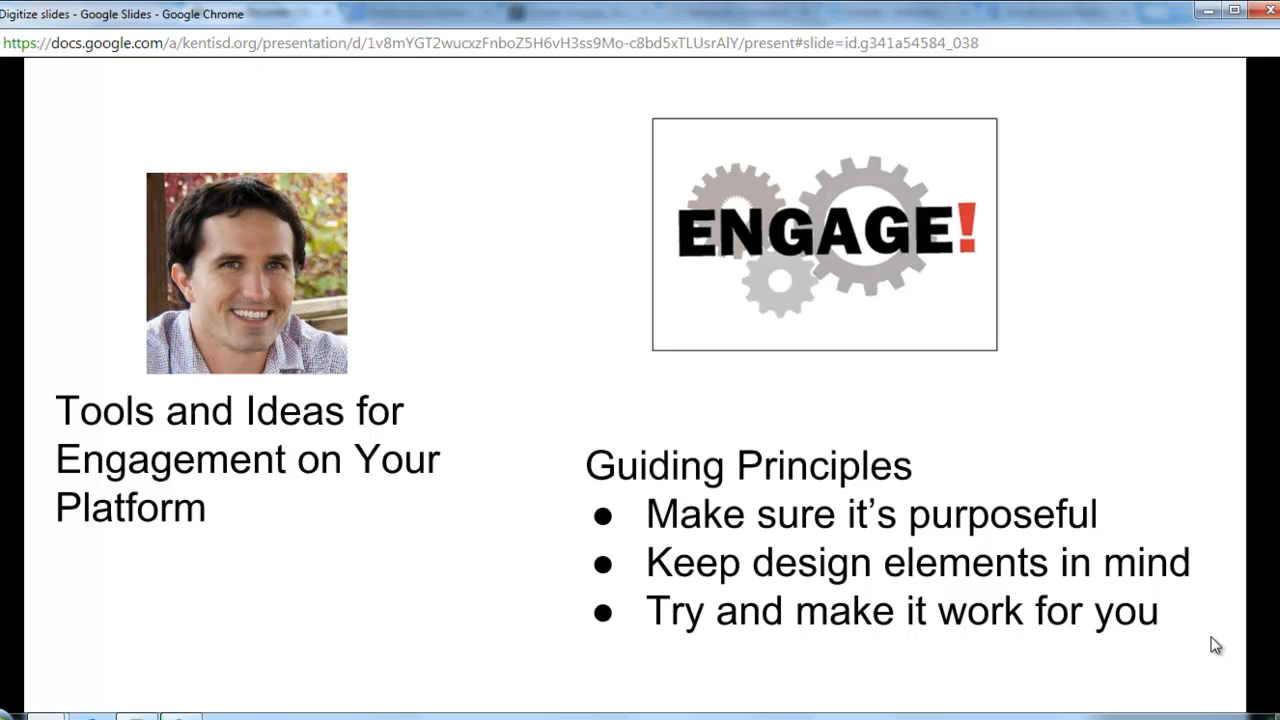 Digitize slides - Google Slides - Google Chrome
https://docs.google.com/a/kentisd.org/presentation/d/1v8mYGT2wucxzFnboZ5H6vH3ss9Mo-c8bd5xTLUsrAlY/present#slide=id.g341a54584_038
ENGAGE!
Tools and Ideas for
Engagement on Your
Platform
Guiding Principles
● Make sure it’s purposeful
● Keep design elements in mind
● Try and make it work for you